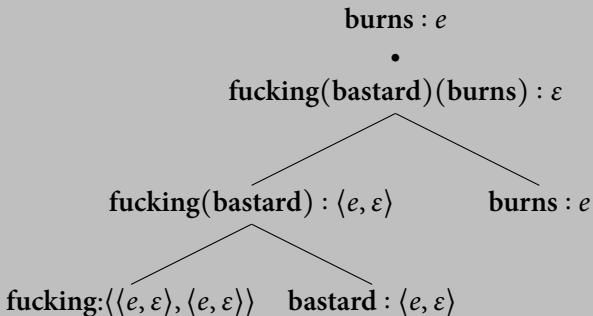 burns : e
•
fucking(bastard)(burns) : ε
fucking(bastard) : ⟨e, ε⟩ burns : e
fucking:⟨⟨e, ε⟩, ⟨e, ε⟩⟩ bastard : ⟨e, ε⟩